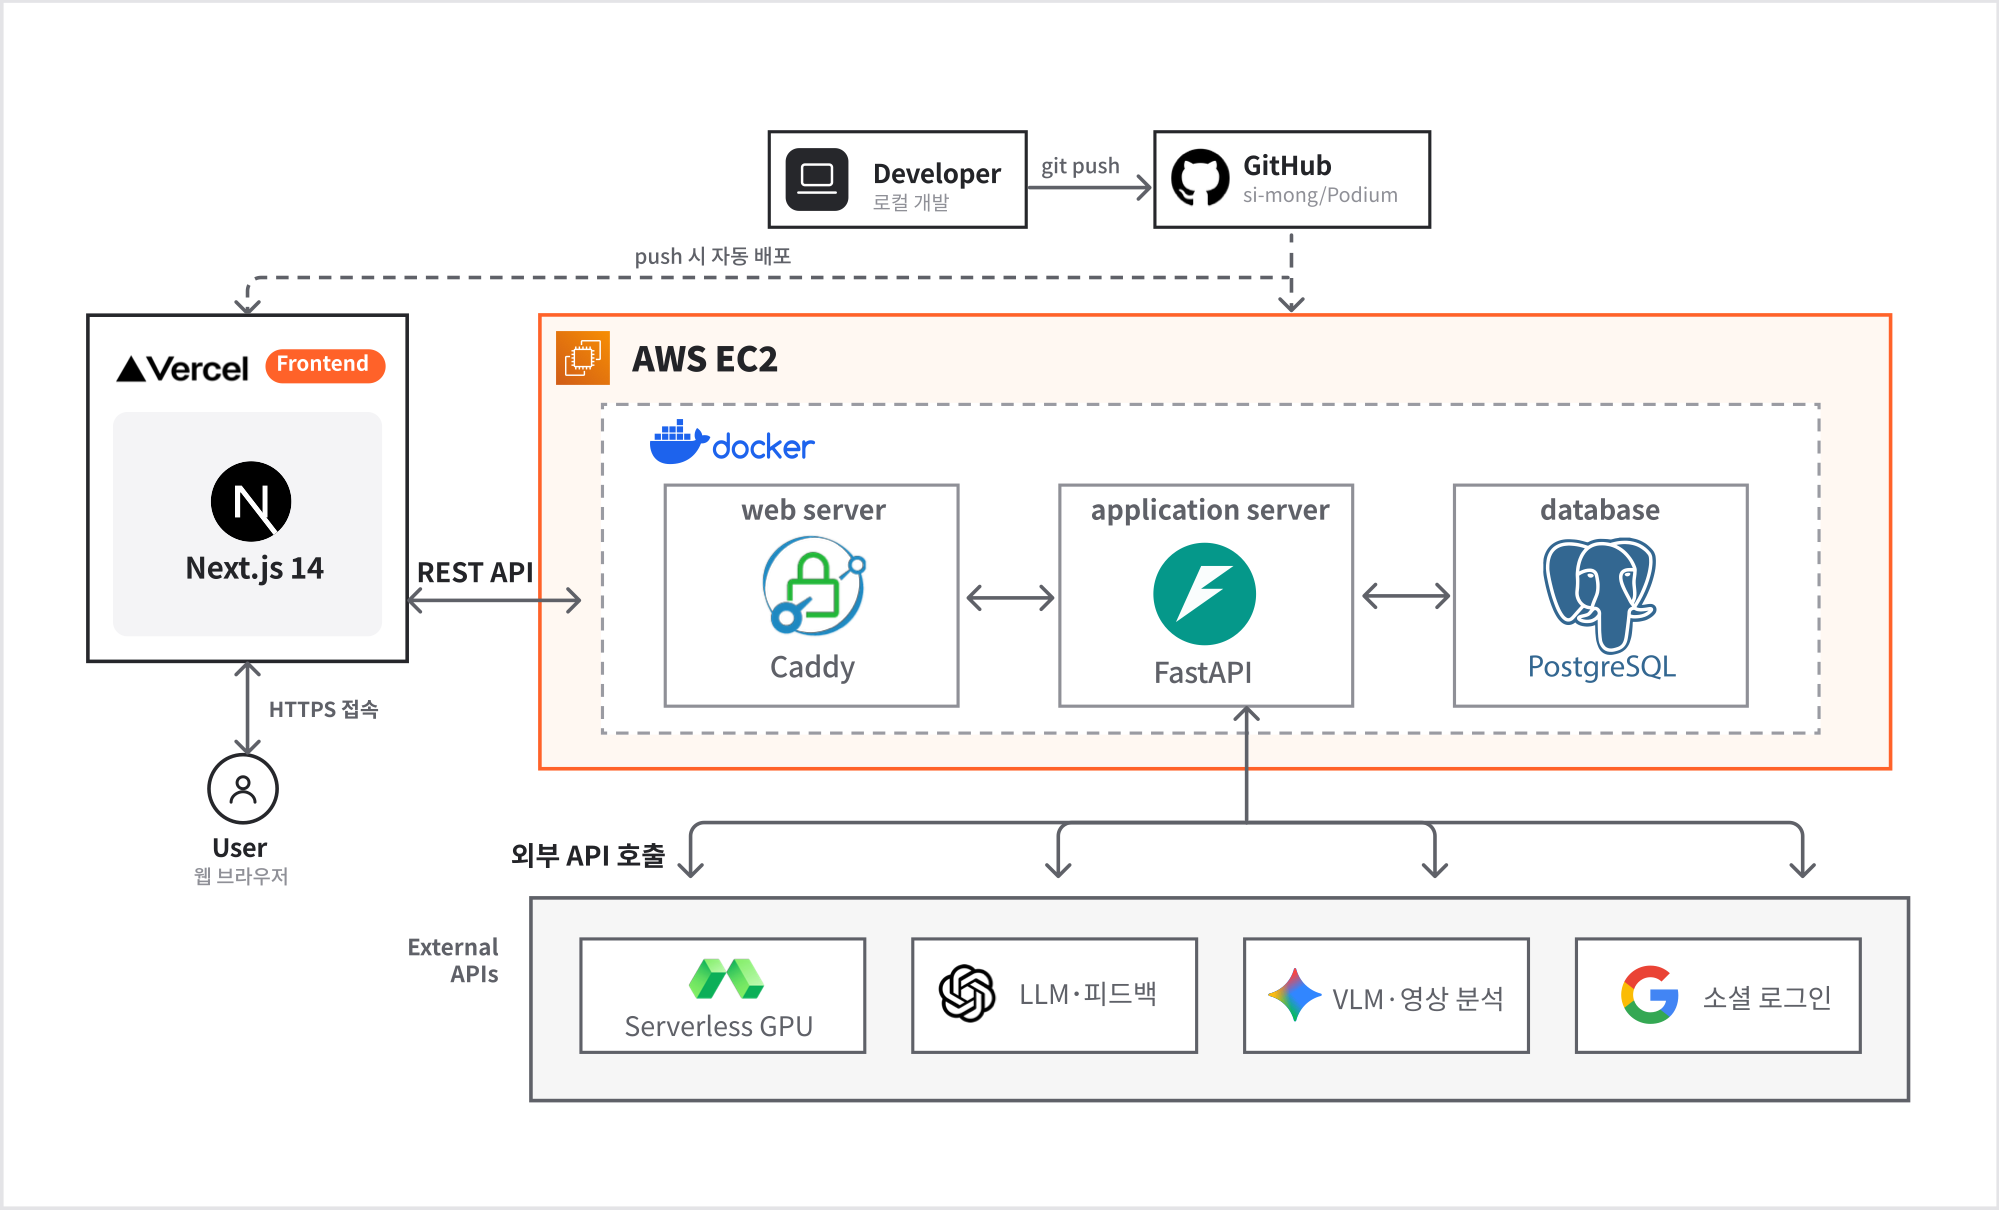 Developer
로컬 개발
git push
GitHub
si-mong/Podium
push 시 자동 배포
Vercel
Frontend
Next.js 14
REST API
HTTPS 접속
User
웹 브라우저
AWS EC2
docker
web server
Caddy
application server
FastAPI
database
PostgreSQL
외부 API 호출
External
APIs
Serverless GPU
LLM·피드백
VLM·영상 분석
소셜 로그인